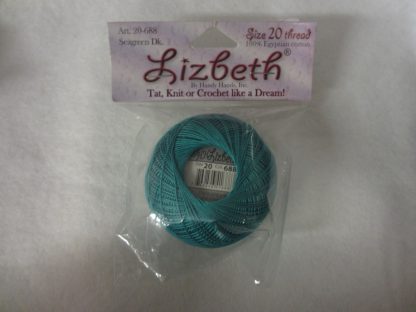 Art. 20-688
Seagreen Dk.
Size 20 thread
100% Egyptian cotton
Lizbeth®
By Handy Hands, Inc.
Tat, Knit or Crochet like a Dream!
Lizbeth
20
688